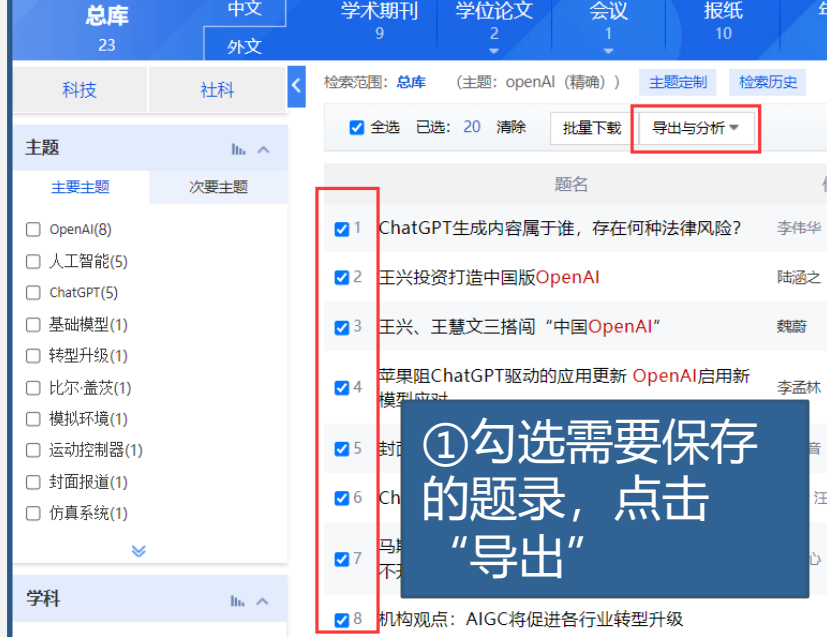 总库
23
中文
外文
学术期刊
9
学位论文
2
会议
1
报纸
10
科技
社科
检索范围：总库 （主题：openAI（精确））
主题定制
检索历史
全选 已选：20 清除
批量下载
导出与分析
主题
主要主题
次要主题
OpenAI(8)
人工智能(5)
ChatGPT(5)
基础模型(1)
转型升级(1)
比尔·盖茨(1)
模拟环境(1)
运动控制器(1)
封面报道(1)
仿真系统(1)
学科
题名
1 ChatGPT生成内容属于谁，存在何种法律风险？ 李伟华
2 王兴投资打造中国版OpenAI 陆涵之
3 王兴、王慧文三搭闯“中国OpenAI” 魏蔚
4 苹果阻ChatGPT驱动的应用更新 OpenAI启用新
模型应对 李孟林
5 封面 音
6 Ch 汪
7 马斯
不 心
8 机构观点：AIGC将促进各行业转型升级
①勾选需要保存
的题录，点击
“导出”